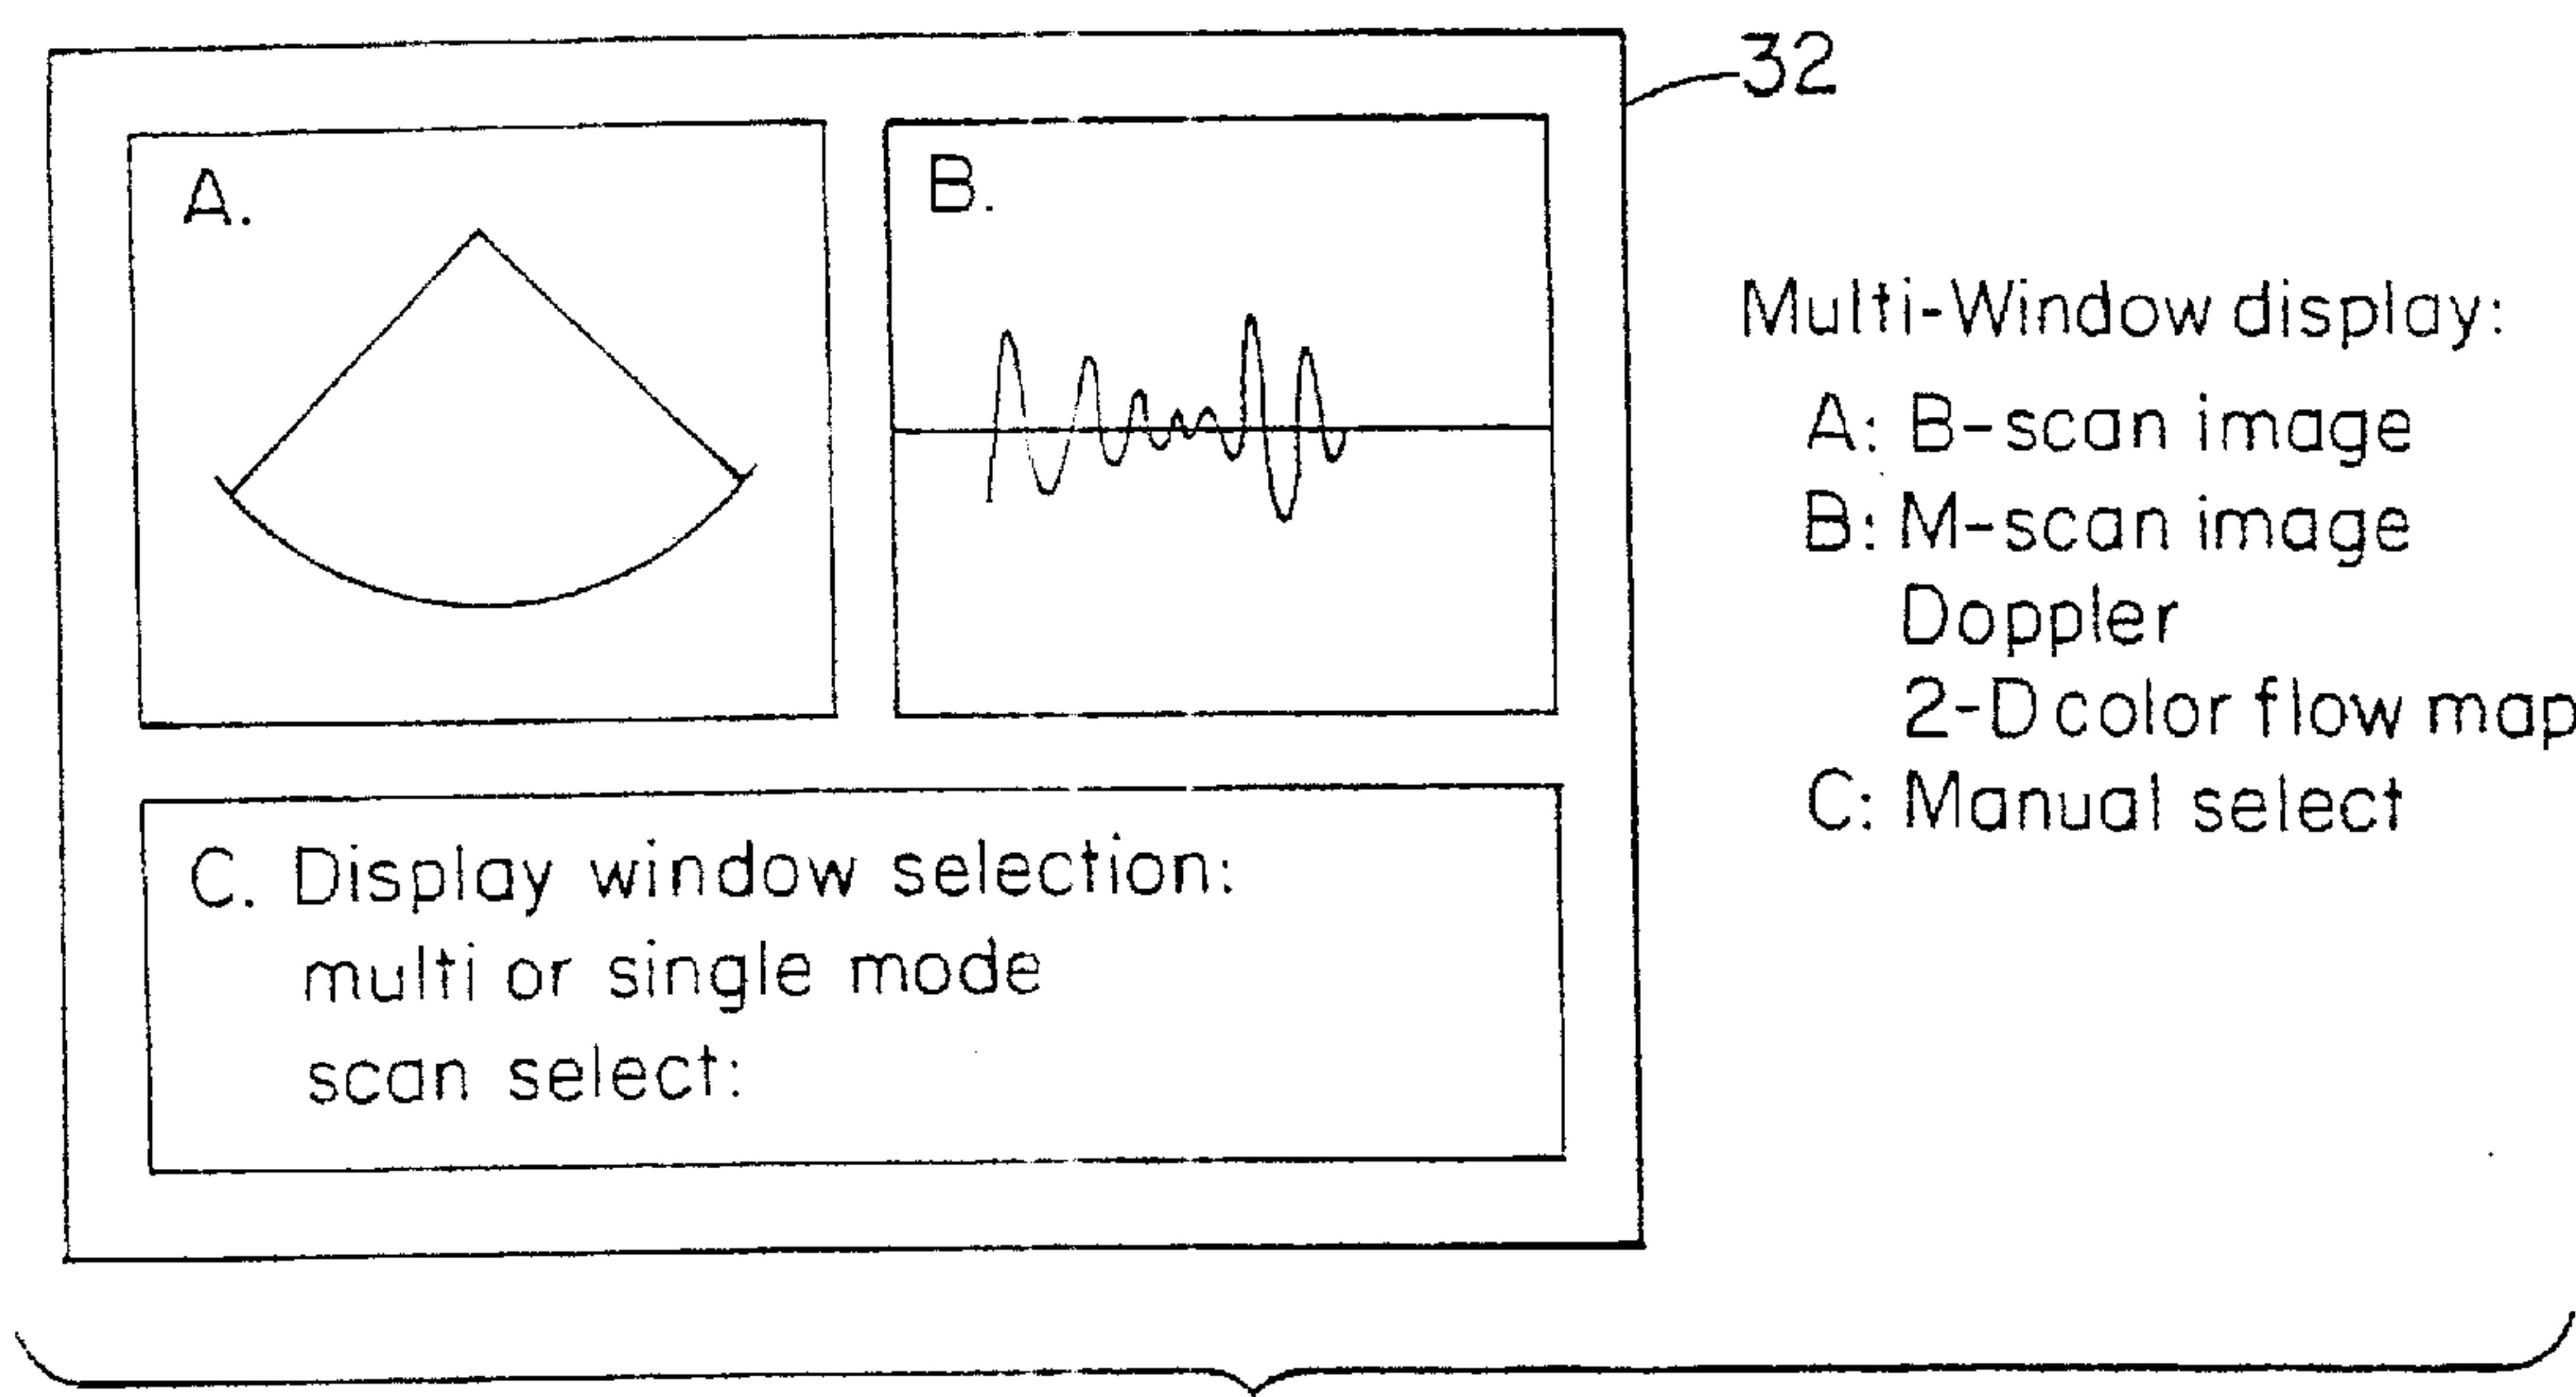 32
A.
B.
C. Display window selection:
multi or single mode
scan select:
Multi-Window display:
A: B-scan image
B: M-scan image
Doppler
2-D color flow map
C: Manual select